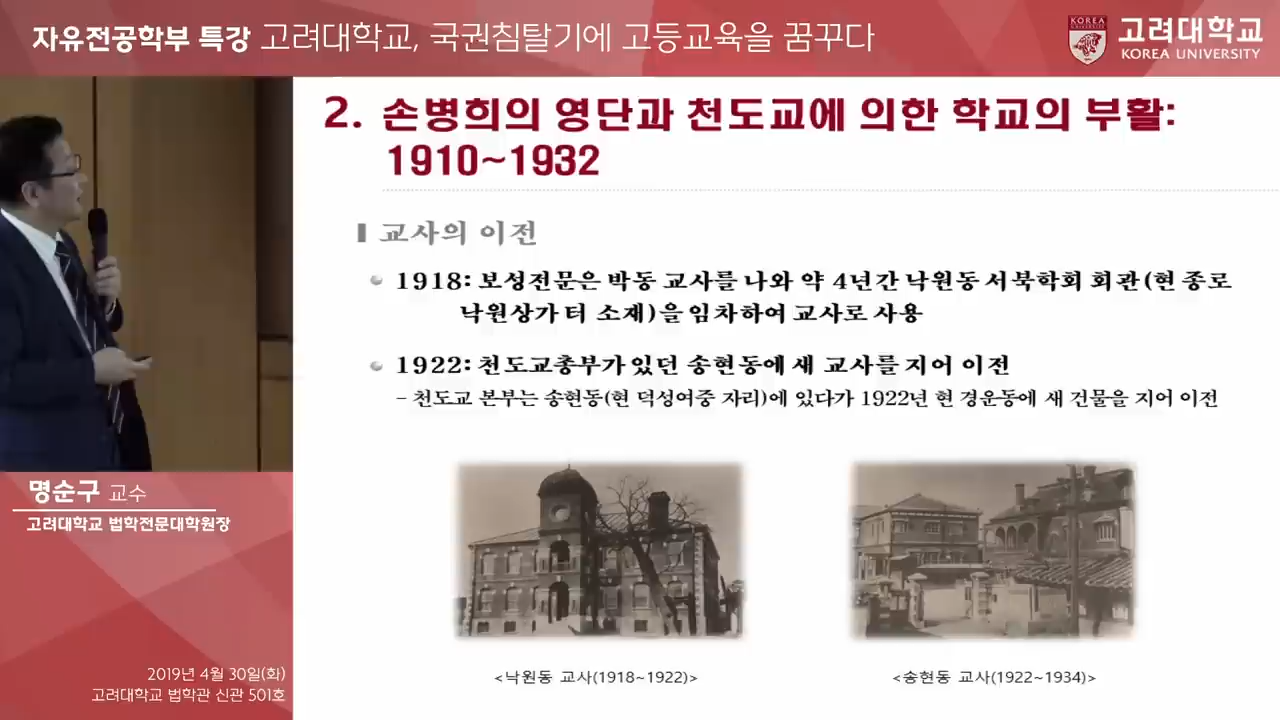 자유전공학부 특강 고려대학교, 국권침탈기에 고등교육을 꿈꾸다
KOREA
고려대학교
KOREA UNIVERSITY
2. 손병희의 영단과 천도교에 의한 학교의 부활:
1910~1932
교사의 이전
1918: 보성전문은 박동 교사를 나와 약 4년간 낙원동 서북학회 회관(현 종로
낙원상가 터 소재)을 임차하여 교사로 사용
1922: 천도교총부가 있던 송현동에 새 교사를 지어 이전
- 천도교 본부는 송현동(현 덕성여중 자리)에 있다가 1922년 현 경운동에 새 건물을 지어 이전
<낙원동 교사(1918~1922)>
<송현동 교사(1922~1934)>
명순구 교수
고려대학교 법학전문대학원장
2019년 4월 30일(화)
고려대학교 법학관 신관 501호